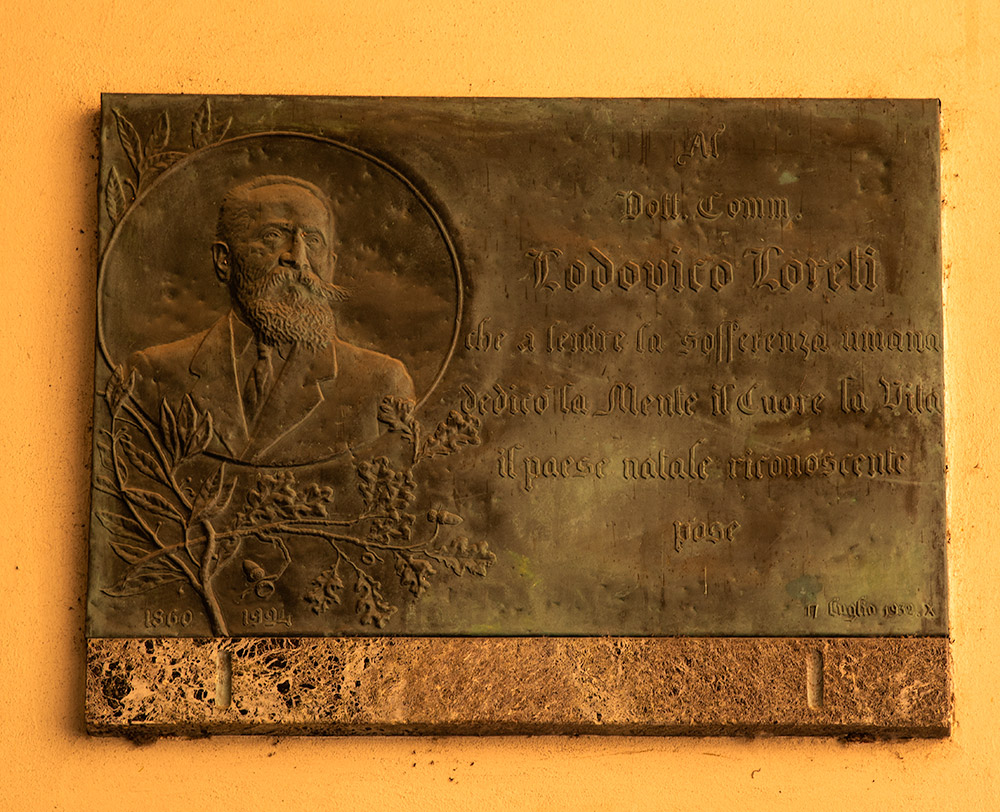 Al
Dott. Comm.
Lodovico Loreti
che a lenire la sofferenza umana
dedicò la Mente il Cuore la Vita
il paese natale riconoscente
pose
1860 1924
17 Luglio 1932. X